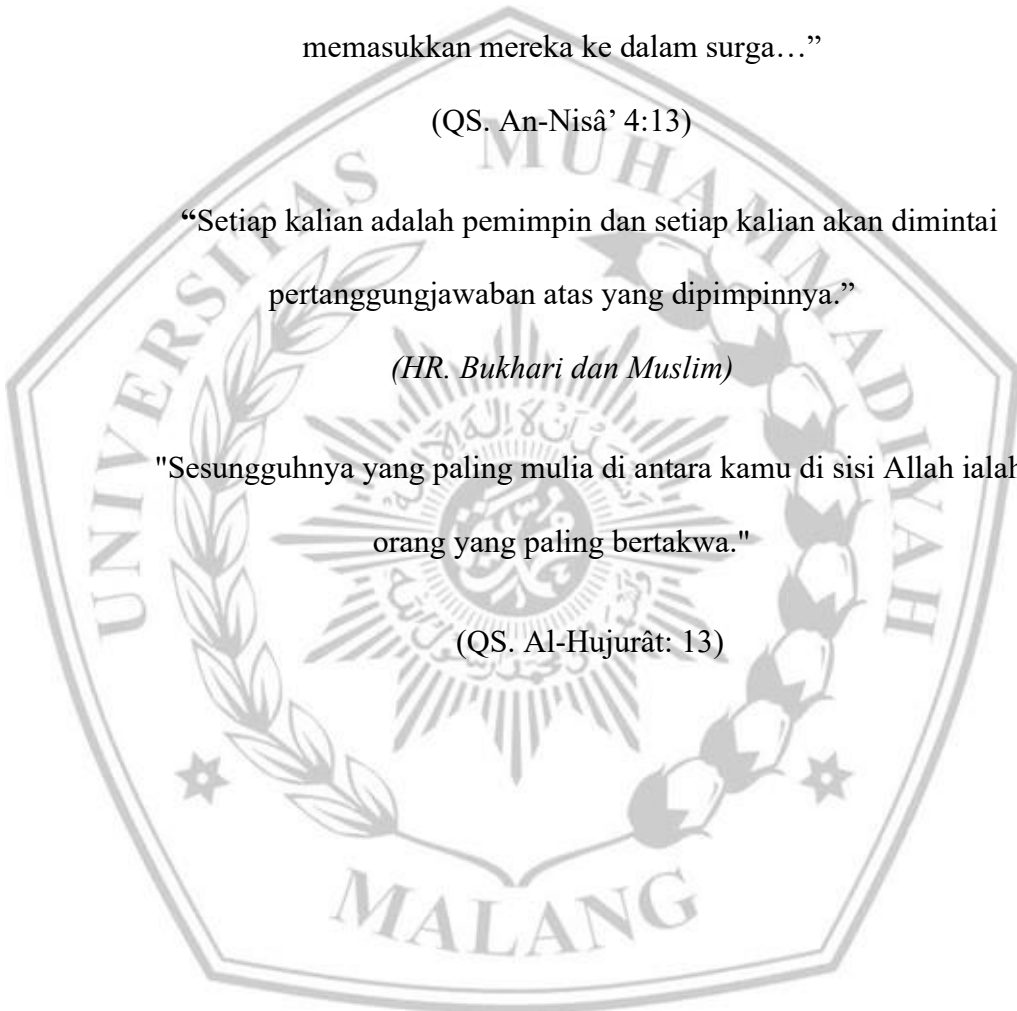 memasukkan mereka ke dalam surga…”
(QS. An-Nisâ’ 4:13)
“Setiap kalian adalah pemimpin dan setiap kalian akan dimintai
pertanggungjawaban atas yang dipimpinnya.”
(HR. Bukhari dan Muslim)
"Sesungguhnya yang paling mulia di antara kamu di sisi Allah ialah
orang yang paling bertakwa."
(QS. Al-Hujurât: 13)
UNIVERSITAS MUHAMMADIYAH
MALANG